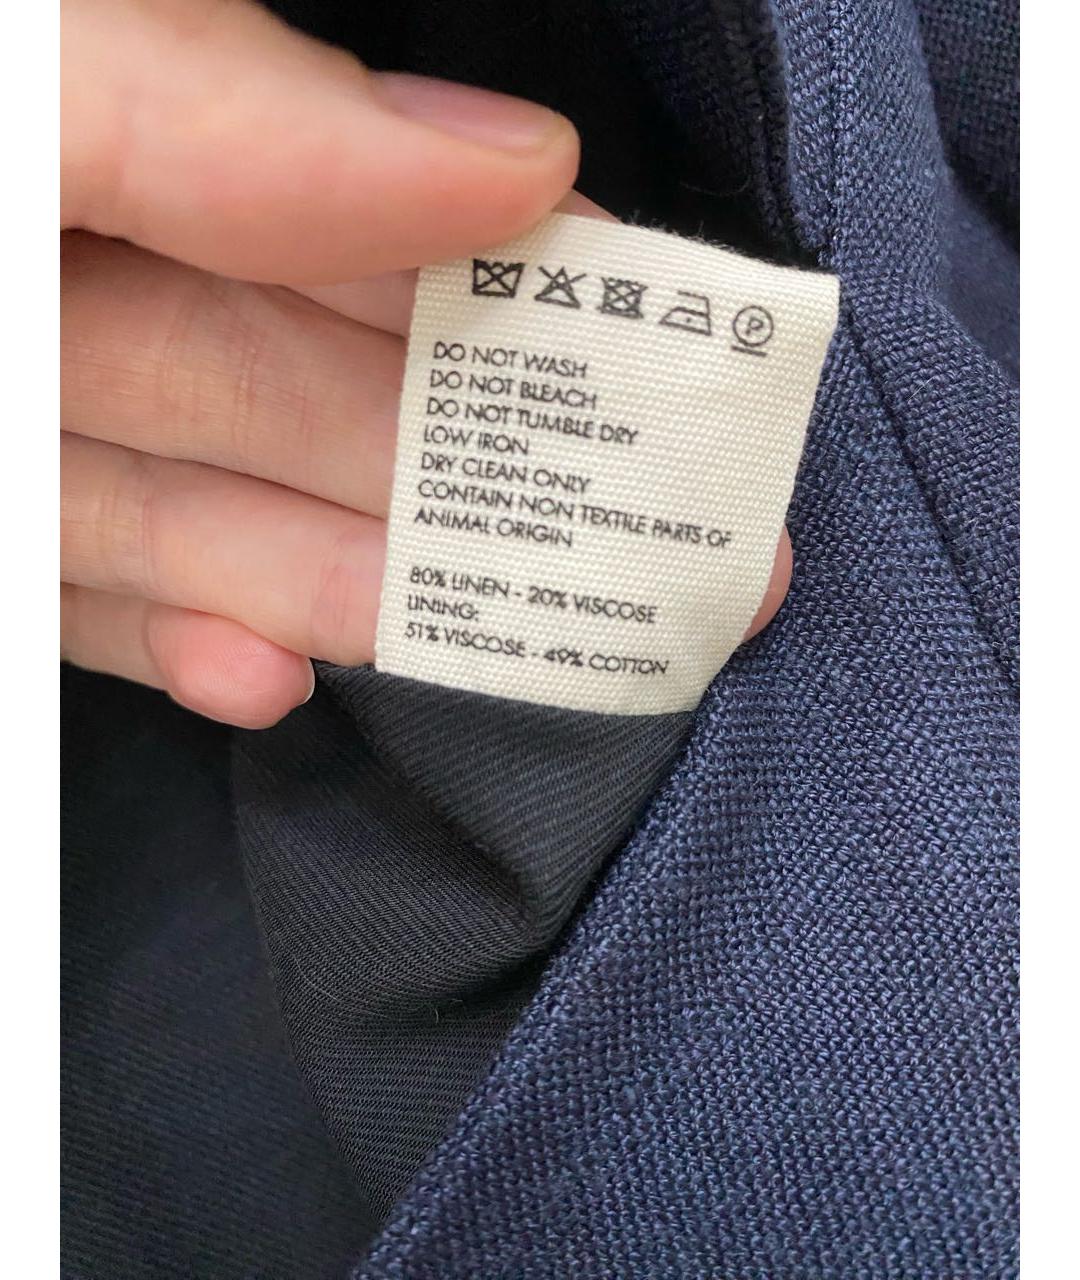 P
DO NOT WASH
DO NOT BLEACH
DO NOT TUMBLE DRY
LOW IRON
DRY CLEAN ONLY
CONTAIN NON TEXTILE PARTS OF
ANIMAL ORIGIN
80% LINEN - 20% VISCOSE
LINING:
51% VISCOSE - 49% COTTON